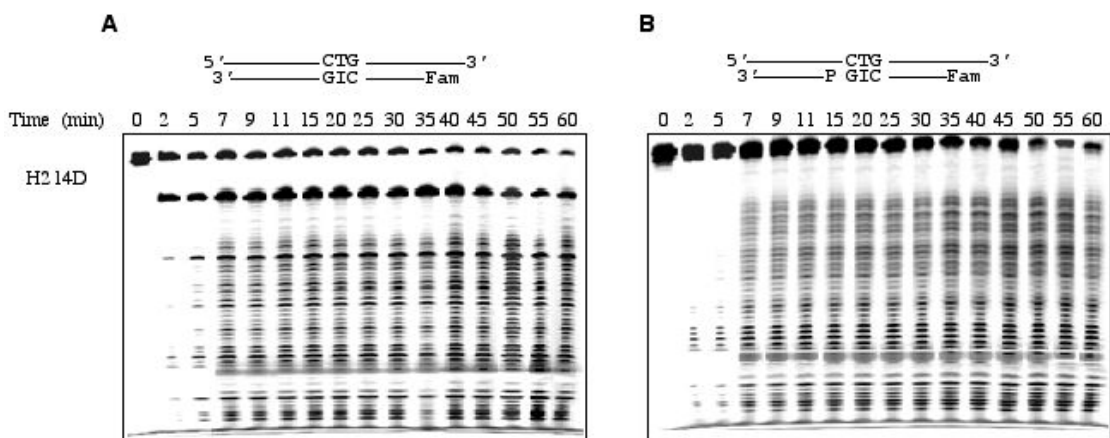 A
5′ CTG 3′
3′ GIC Fam
Time (min) 0 2 5 7 9 11 15 20 25 30 35 40 45 50 55 60
H214D
B
5′ CTG 3′
3′ P GIC Fam
0 2 5 7 9 11 15 20 25 30 35 40 45 50 55 60